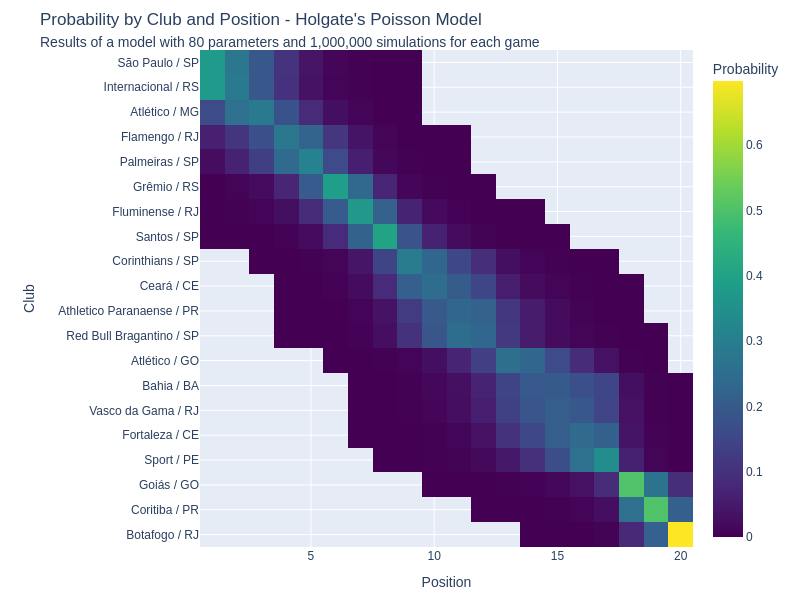 Probability by Club and Position - Holgate's Poisson Model
Results of a model with 80 parameters and 1,000,000 simulations for each game
Probability
São Paulo / SP
Internacional / RS
Atlético / MG
Flamengo / RJ
Palmeiras / SP
Grêmio / RS
Fluminense / RJ
Santos / SP
Corinthians / SP
Ceará / CE
Athletico Paranaense / PR
Red Bull Bragantino / SP
Atlético / GO
Bahia / BA
Vasco da Gama / RJ
Fortaleza / CE
Sport / PE
Goiás / GO
Coritiba / PR
Botafogo / RJ
Club
5
10
15
20
Position
0.6
0.5
0.4
0.3
0.2
0.1
0